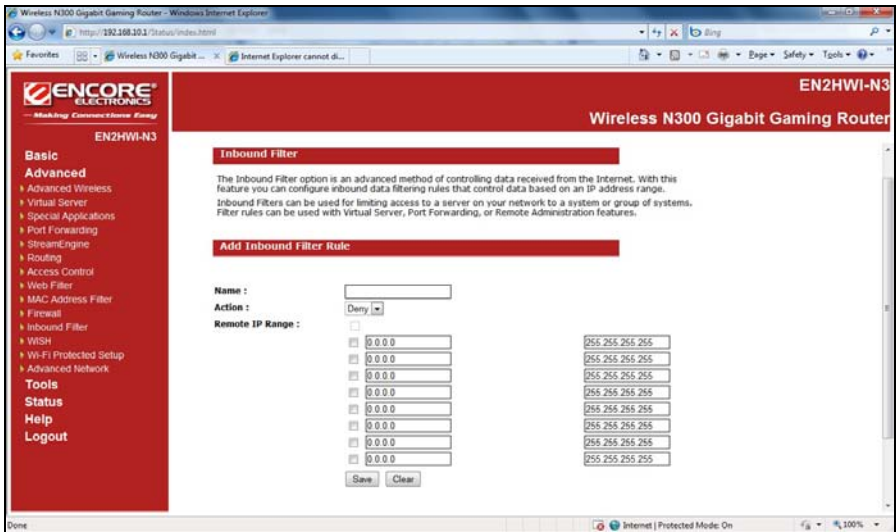 Wireless N300 Gigabit Gaming Router - Windows Internet Explorer
http://192.168.10.1/Status/index.html
Bing
Favorites
Wireless N300 Gigabit ...
Internet Explorer cannot di...
Page
Safety
Tools
ENCORE
ELECTRONICS
Making Connections Easy
EN2HWI-N3
EN2HWI-N3
Wireless N300 Gigabit Gaming Router
Basic
Advanced
Advanced Wireless
Virtual Server
Special Applications
Port Forwarding
StreamEngine
Routing
Access Control
Web Filter
MAC Address Filter
Firewall
Inbound Filter
WISH
Wi-Fi Protected Setup
Advanced Network
Tools
Status
Help
Logout
Inbound Filter
The Inbound Filter option is an advanced method of controlling data received from the Internet. With this
feature you can configure inbound data filtering rules that control data based on an IP address range.
Inbound Filters can be used for limiting access to a server on your network to a system or group of systems.
Filter rules can be used with Virtual Server, Port Forwarding, or Remote Administration features.
Add Inbound Filter Rule
Name :
Action : Deny
Remote IP Range :
0.0.0.0 255.255.255.255
0.0.0.0 255.255.255.255
0.0.0.0 255.255.255.255
0.0.0.0 255.255.255.255
0.0.0.0 255.255.255.255
0.0.0.0 255.255.255.255
0.0.0.0 255.255.255.255
0.0.0.0 255.255.255.255
Save Clear
Done
Internet | Protected Mode: On
100%